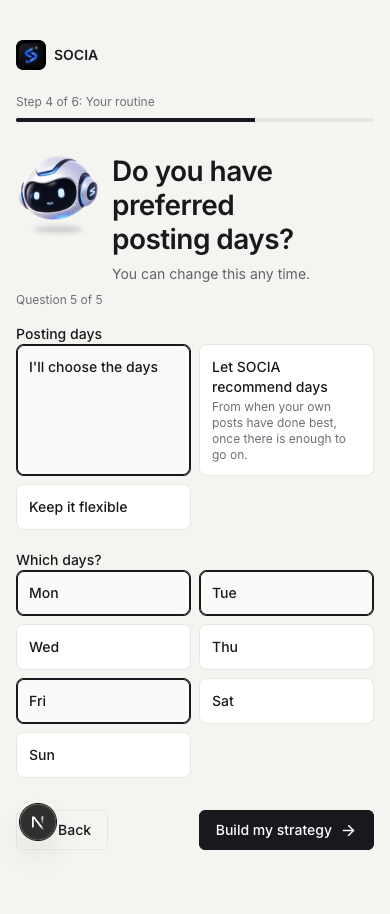 SOCIA
Step 4 of 6: Your routine
Do you have
preferred
posting days?
You can change this any time.
Question 5 of 5
Posting days
I'll choose the days
Let SOCIA
recommend days
From when your own
posts have done best,
once there is enough to
go on.
Keep it flexible
Which days?
Mon
Tue
Wed
Thu
Fri
Sat
Sun
N
Back
Build my strategy